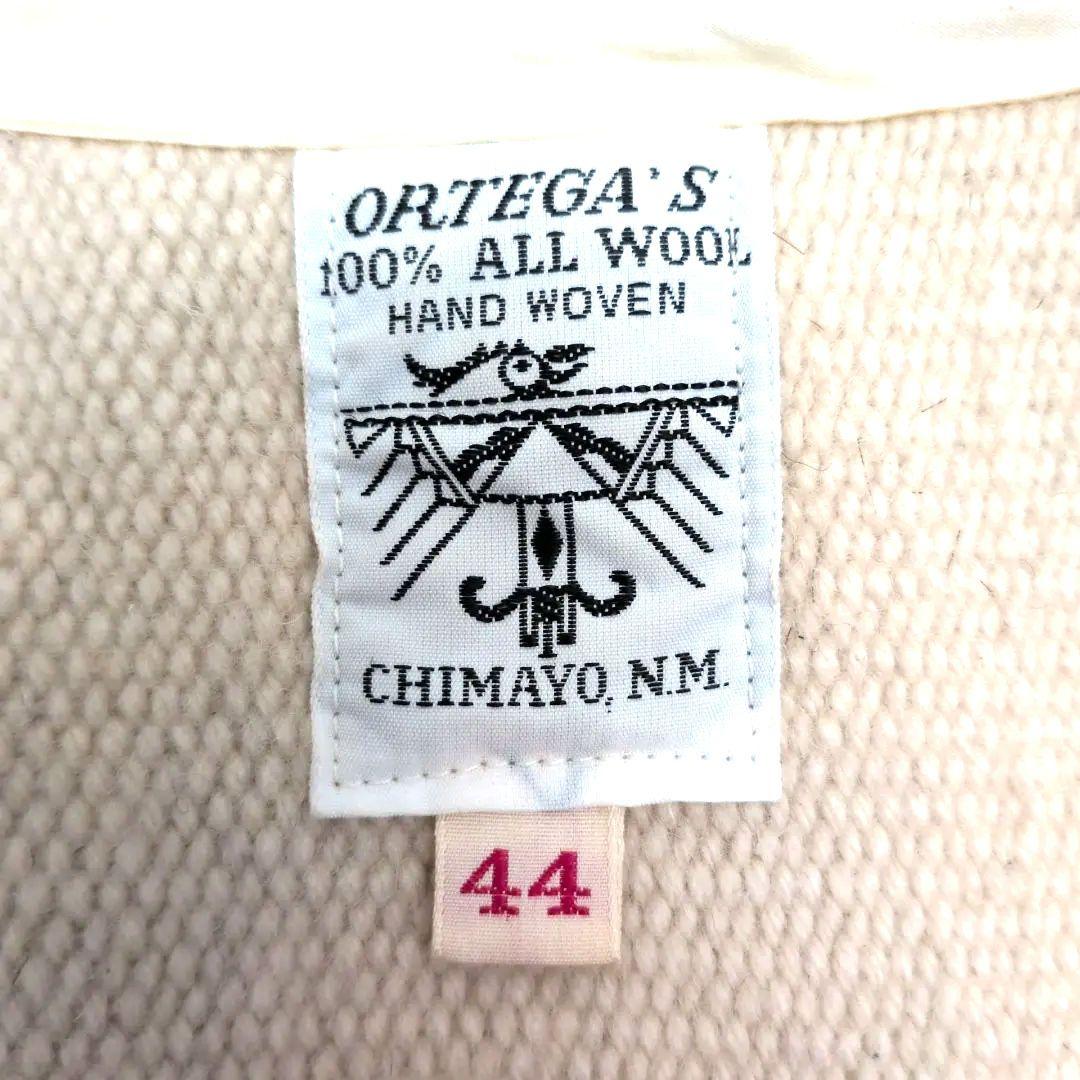 ORTEGA'S
100% ALL WOOL
HAND WOVEN
CHIMAYO, N.M.
44